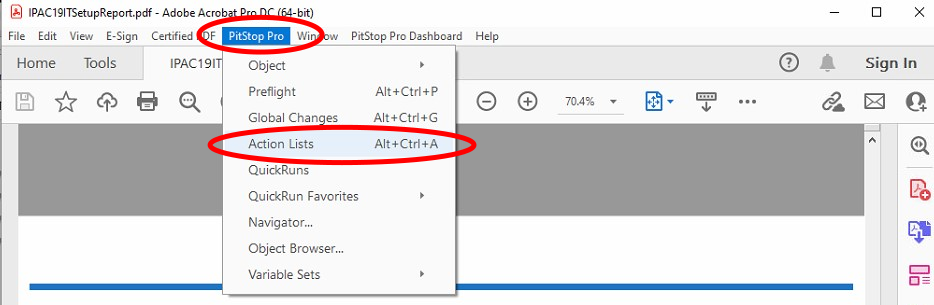 IPAC19ITSetupReport.pdf - Adobe Acrobat Pro DC (64-bit)
File Edit View E-Sign Certified PDF PitStop Pro Window PitStop Pro Dashboard Help
Home Tools IPAC19ITSetupR Sign In
70.4%
Object
Preflight Alt+Ctrl+P
Global Changes Alt+Ctrl+G
Action Lists Alt+Ctrl+A
QuickRuns
QuickRun Favorites
Navigator...
Object Browser...
Variable Sets